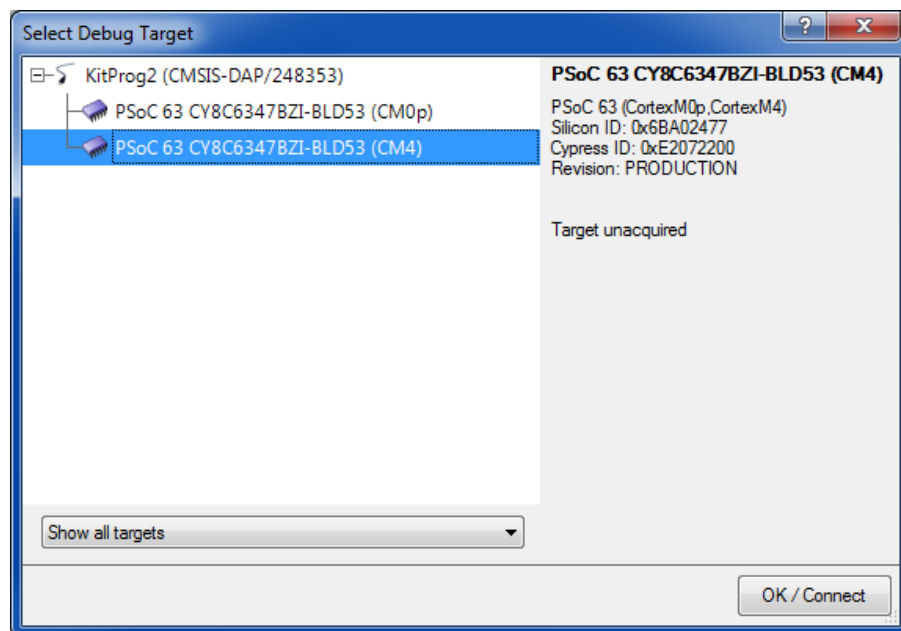 Select Debug Target
?
X
KitProg2 (CMSIS-DAP/248353)
PSoC 63 CY8C6347BZI-BLD53 (CM0p)
PSoC 63 CY8C6347BZI-BLD53 (CM4)
PSoC 63 CY8C6347BZI-BLD53 (CM4)
PSoC 63 (CortexM0p,CortexM4)
Silicon ID: 0x6BA02477
Cypress ID: 0xE2072200
Revision: PRODUCTION
Target unacquired
Show all targets
OK / Connect